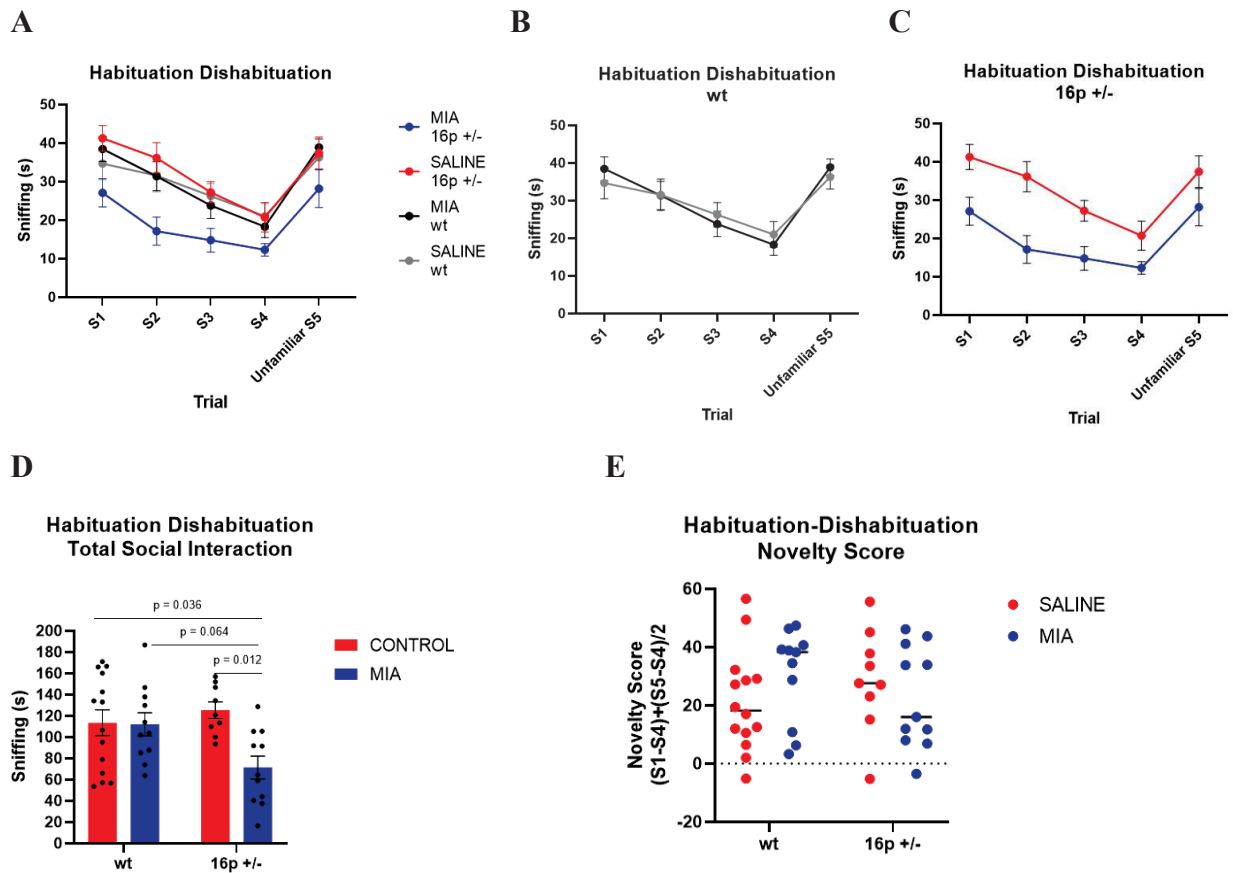 A
Habituation Dishabituation
Sniffing (s)
50
40
30
20
10
0
S1
S2
S3
S4
Unfamiliar S5
Trial
MIA
16p +/-
SALINE
16p +/-
MIA
wt
SALINE
wt
B
Habituation Dishabituation
wt
Sniffing (s)
50
40
30
20
10
0
S1
S2
S3
S4
Unfamiliar S5
Trial
C
Habituation Dishabituation
16p +/-
Sniffing (s)
50
40
30
20
10
0
S1
S2
S3
S4
Unfamiliar S5
Trial
D
Habituation Dishabituation
Total Social Interaction
p = 0.036
p = 0.064
p = 0.012
Sniffing (s)
200
180
160
140
120
100
80
60
40
20
0
wt
16p +/-
CONTROL
MIA
E
Habituation-Dishabituation
Novelty Score
Novelty Score
(S1-S4)+(S5-S4)/2
60
40
20
0
-20
wt
16p +/-
SALINE
MIA